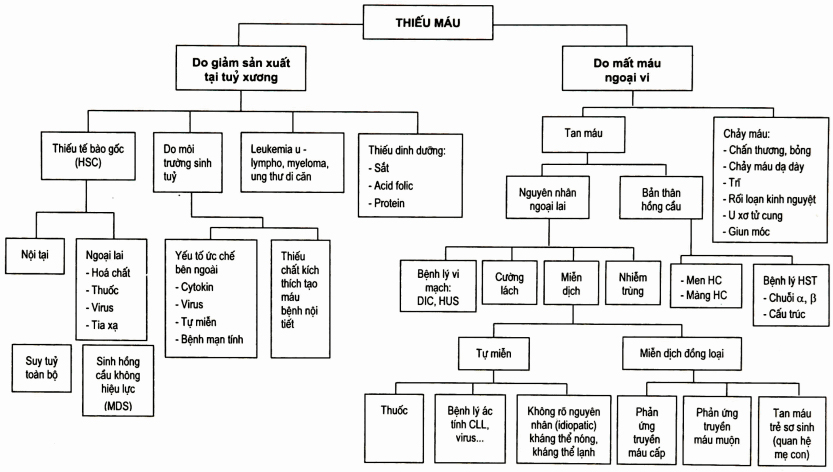 THIẾU MÁU
Do giảm sản xuất
tại tuỷ xương
Do mất máu
ngoại vi
Thiếu tế bào gốc
(HSC)
Do môi
trường sinh
tuỷ
Leukemia u -
lympho, myeloma,
ung thư di căn
Thiếu dinh dưỡng:
- Sắt
- Acid folic
- Protein
Tan máu
Chảy máu:
- Chấn thương, bỏng
- Chảy máu dạ dày
- Trĩ
- Rối loạn kinh nguyệt
- U xơ tử cung
- Giun móc
Nguyên nhân
ngoại lai
Bản thân
hồng cầu
Nội tại
Ngoại lai
- Hoá chất
- Thuốc
- Virus
- Tia xạ
Yếu tố ức chế
bên ngoài
- Cytokin
- Virus
- Tự miễn
- Bệnh mạn tính
Thiếu
chất kích
thích tạo
máu
bệnh nội
tiết
Bệnh lý vi
mạch:
DIC, HUS
Cường
lách
Miễn
dịch
Nhiễm
trùng
- Men HC
- Màng HC
Bệnh lý HST
- Chuỗi α, β
- Cấu trúc
Suy tuỷ
toàn bộ
Sinh hồng
cầu không
hiệu lực
(MDS)
Tự miễn
Miễn dịch đồng loại
Thuốc
Bệnh lý ác
tính CLL,
virus...
Không rõ nguyên
nhân (idiopatic)
kháng thể nóng,
kháng thể lạnh
Phản
ứng
truyền
máu cấp
Phản ứng
truyền
máu muộn
Tan máu
trẻ sơ sinh
(quan hệ
mẹ con)